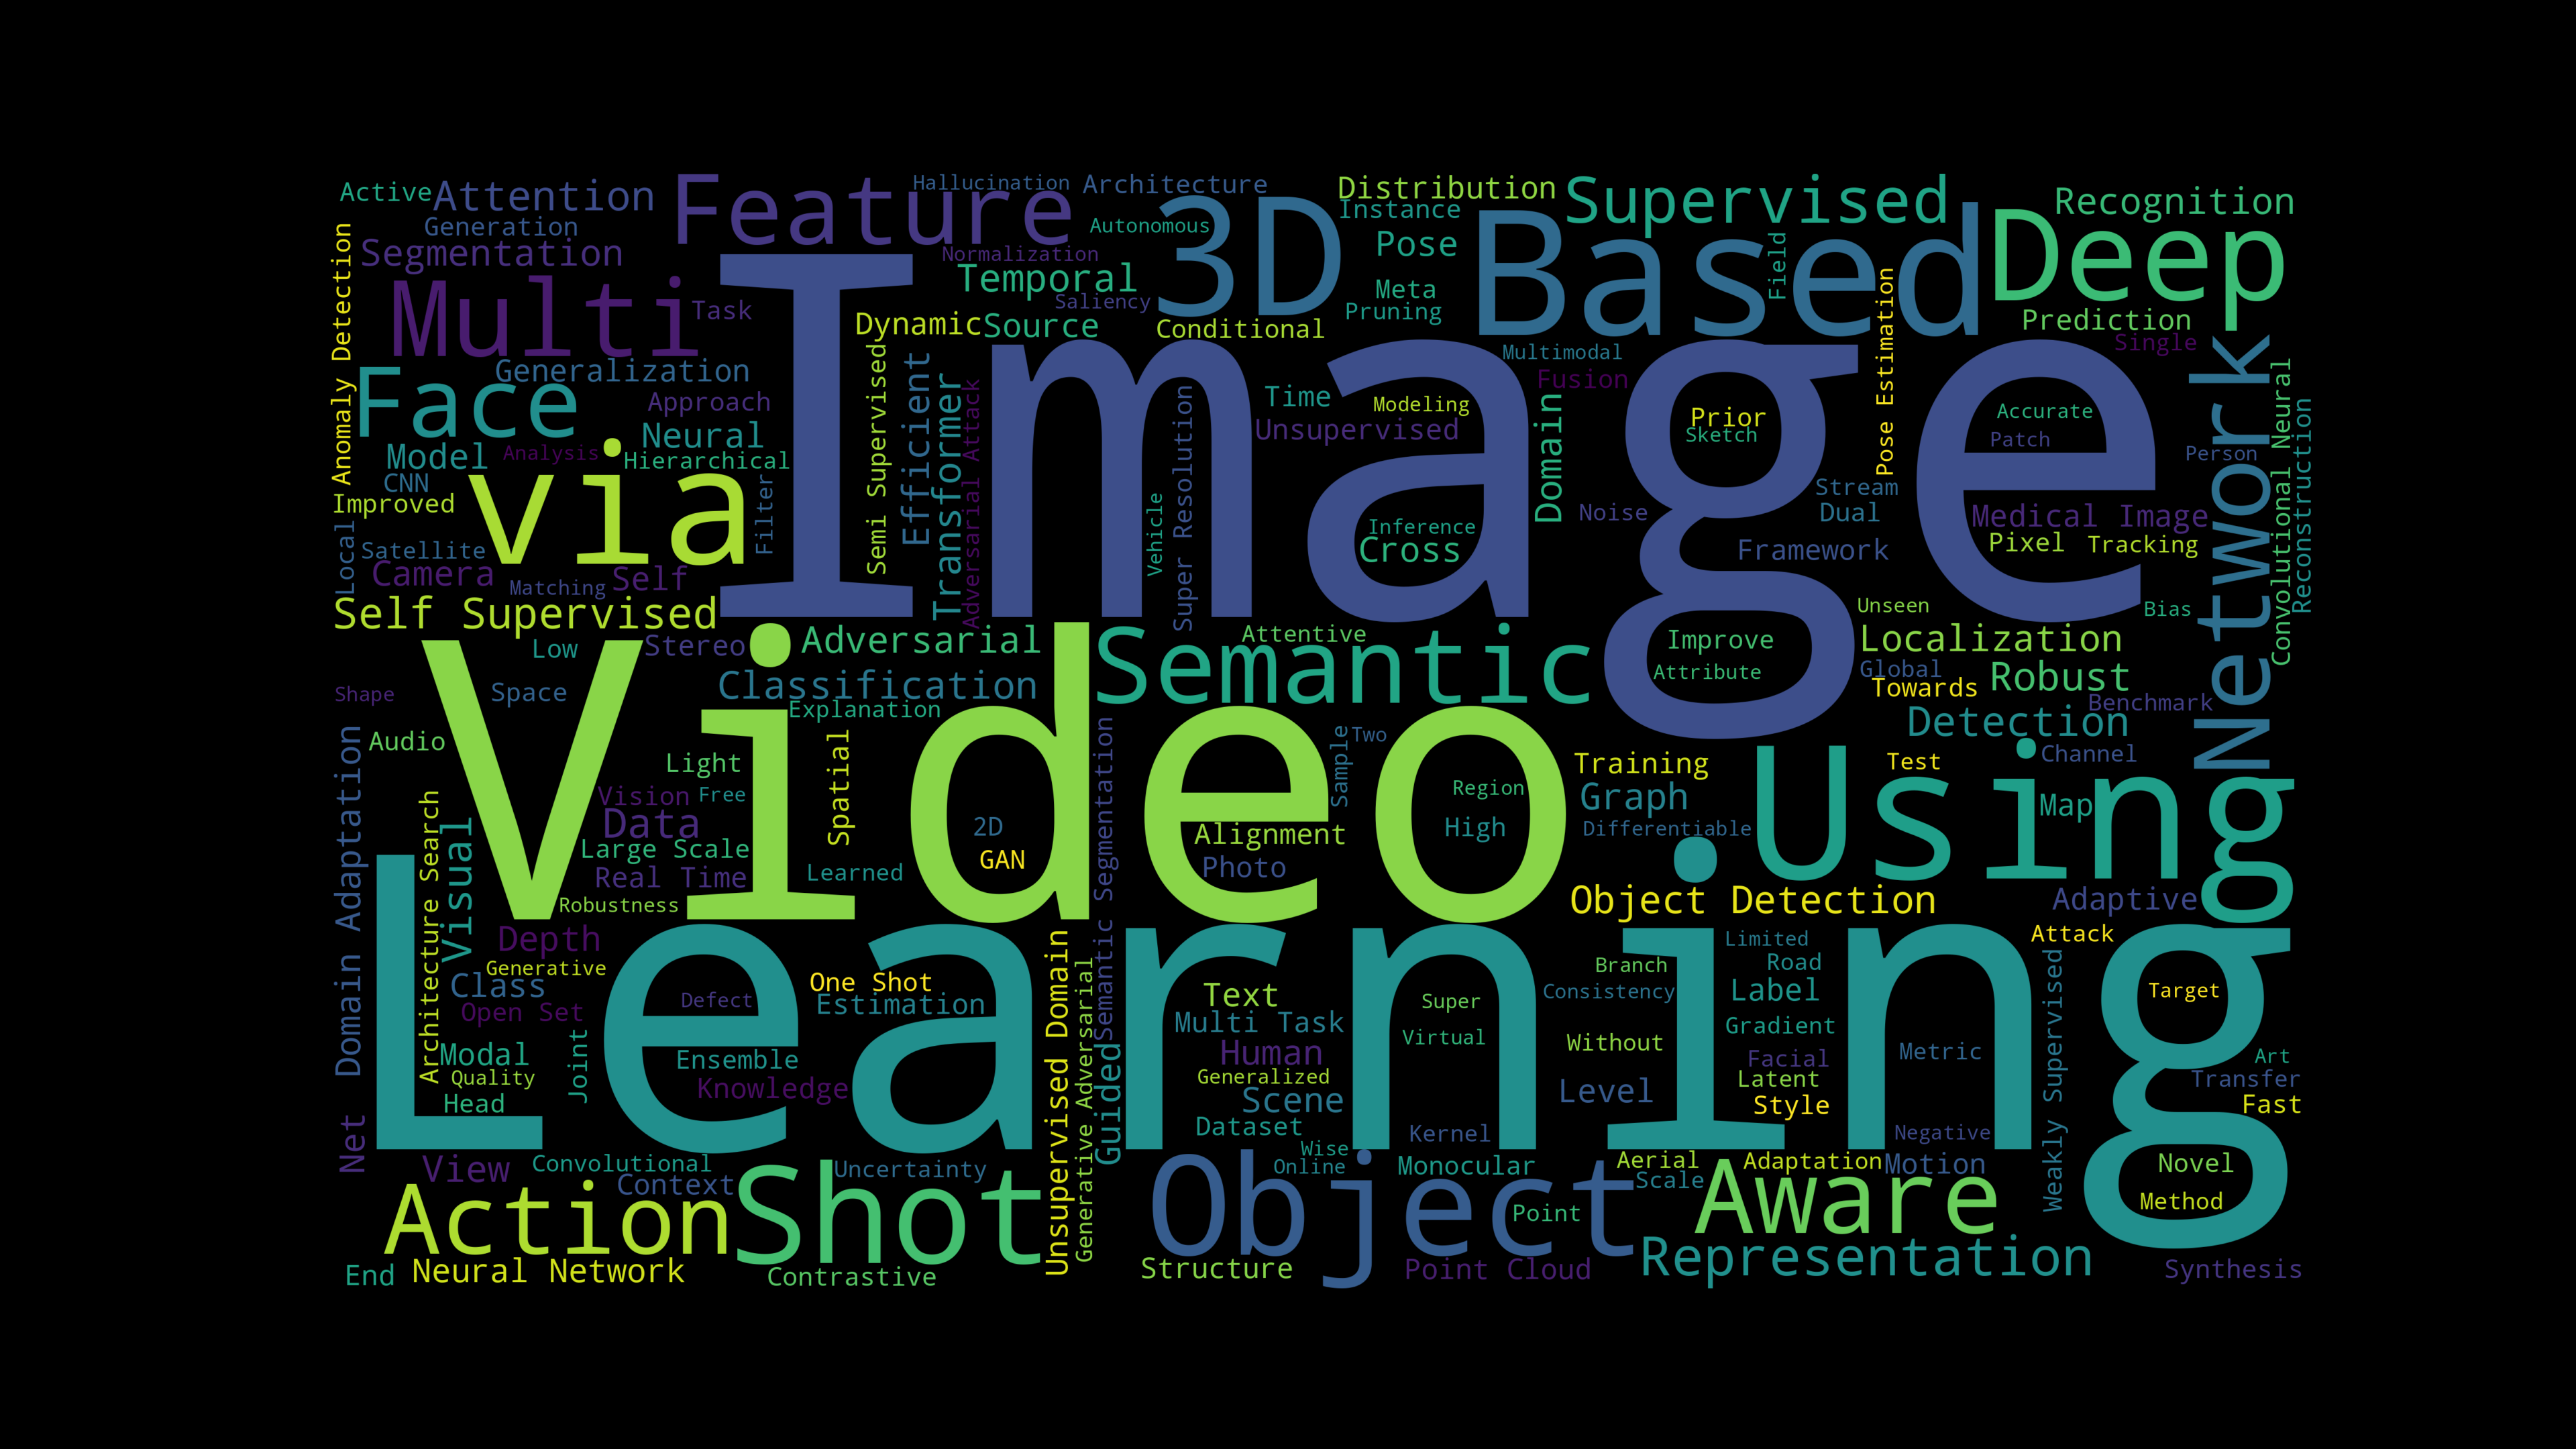 Active
Attention
Feature
Hallucination
Architecture
Distribution
Supervised
Recognition
Generation
Autonomous
3D
Instance
Based
Deep
Segmentation
Normalization
Pose
Field
Anomaly Detection
Multi
Task
Image
Temporal
Saliency
Meta
Pruning
Pose Estimation
Prediction
Dynamic
Source
Conditional
Multimodal
Single
Network
Face
Generalization
Semi Supervised
Efficient
Transformer
Adversarial Attack
Super Resolution
Time
Modeling
Unsupervised
Domain
Fusion
Prior
Sketch
Accurate
Patch
Person
Convolutional Neural
Reconstruction
Approach
Neural
Model
Analysis
Hierarchical
CNN
Improved
via
Filter
Vehicle
Inference
Cross
Noise
Stream
Dual
Framework
Medical Image
Pixel
Tracking
Local
Satellite
Camera
Matching
Self
Self Supervised
Unseen
Bias
Low
Stereo
Video
Adversarial
Semantic
Attentive
Improve
Attribute
Localization
Global
Towards
Robust
Benchmark
Shape
Space
Classification
Explanation
Detection
Domain Adaptation
Audio
Light
Spatial
Semantic Segmentation
Sample
Two
Training
Using
Test
Channel
Architecture Search
Visual
Vision
Free
Data
Large Scale
Real Time
2D
GAN
Learned
Alignment
Photo
Region
High
Graph
Differentiable
Map
Robustness
Object Detection
Adaptive
Learning
Depth
Generative
Class
Open Set
Defect
One Shot
Estimation
Unsupervised Domain
Generative Adversarial
Text
Multi Task
Super
Virtual
Branch
Consistency
Limited
Road
Label
Gradient
Attack
Weakly Supervised
Target
Modal
Quality
Head
Joint
Ensemble
Knowledge
Guided
Human
Generalized
Scene
Dataset
Without
Level
Facial
Latent
Style
Metric
Art
Transfer
Fast
Net
View
Convolutional
Context
Uncertainty
Wise
Online
Kernel
Monocular
Aerial
Scale
Adaptation
Motion
Negative
Novel
Method
Action
Shot
Object
Point
Aware
End
Neural Network
Contrastive
Structure
Point Cloud
Representation
Synthesis